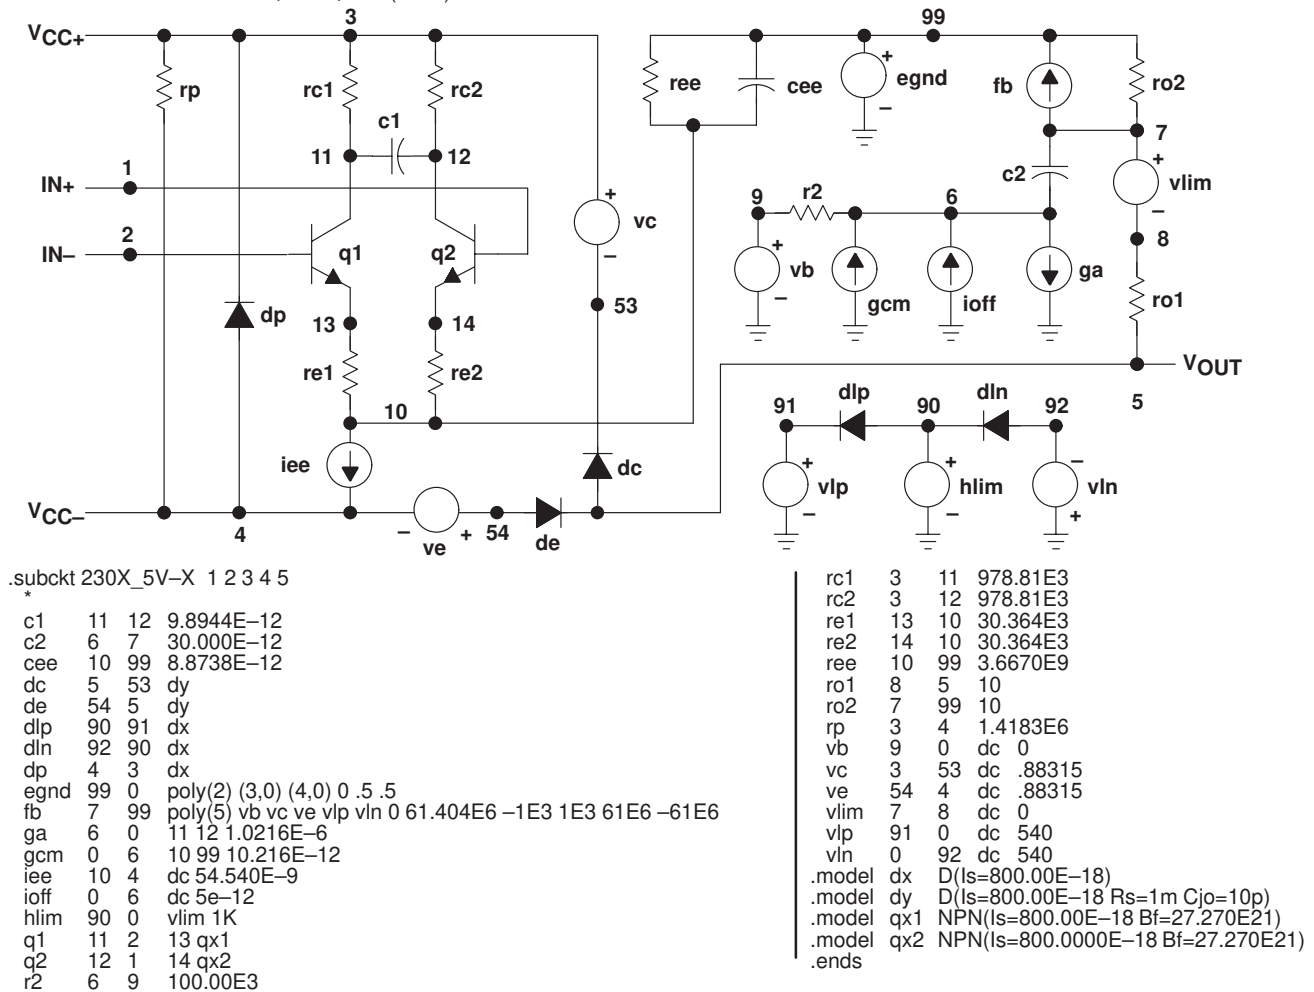 3
99
VCC+
rp
rc1
rc2
c1
11
12
IN+
1
IN–
2
q1
q2
dp
13
14
re1
re2
10
iee
VCC–
4
–
ve
+
54
de
dc
53
+
vc
–
ree
cee
egnd
+
–
fb
ro2
7
c2
+
vlim
–
8
ro1
9
r2
6
+
vb
–
gcm
ioff
ga
VOUT
5
91
dlp
90
dln
92
+
vlp
–
+
hlim
–
–
vln
+
.subckt 230X_5V–X 1 2 3 4 5
*
c1 11 12 9.8944E–12
c2 6 7 30.000E–12
cee 10 99 8.8738E–12
dc 5 53 dy
de 54 5 dy
dlp 90 91 dx
dln 92 90 dx
dp 4 3 dx
egnd 99 0 poly(2) (3,0) (4,0) 0 .5 .5
fb 7 99 poly(5) vb vc ve vlp vln 0 61.404E6 –1E3 1E3 61E6 –61E6
ga 6 0 11 12 1.0216E–6
gcm 0 6 10 99 10.216E–12
iee 10 4 dc 54.540E–9
ioff 0 6 dc 5e–12
hlim 90 0 vlim 1K
q1 11 2 13 qx1
q2 12 1 14 qx2
r2 6 9 100.00E3
rc1 3 11 978.81E3
rc2 3 12 978.81E3
re1 13 10 30.364E3
re2 14 10 30.364E3
ree 10 99 3.6670E9
ro1 8 5 10
ro2 7 99 10
rp 3 4 1.4183E6
vb 9 0 dc 0
vc 3 53 dc .88315
ve 54 4 dc .88315
vlim 7 8 dc 0
vlp 91 0 dc 540
vln 0 92 dc 540
.model dx D(Is=800.00E–18)
.model dy D(Is=800.00E–18 Rs=1m Cjo=10p)
.model qx1 NPN(Is=800.00E–18 Bf=27.270E21)
.model qx2 NPN(Is=800.0000E–18 Bf=27.270E21)
.ends